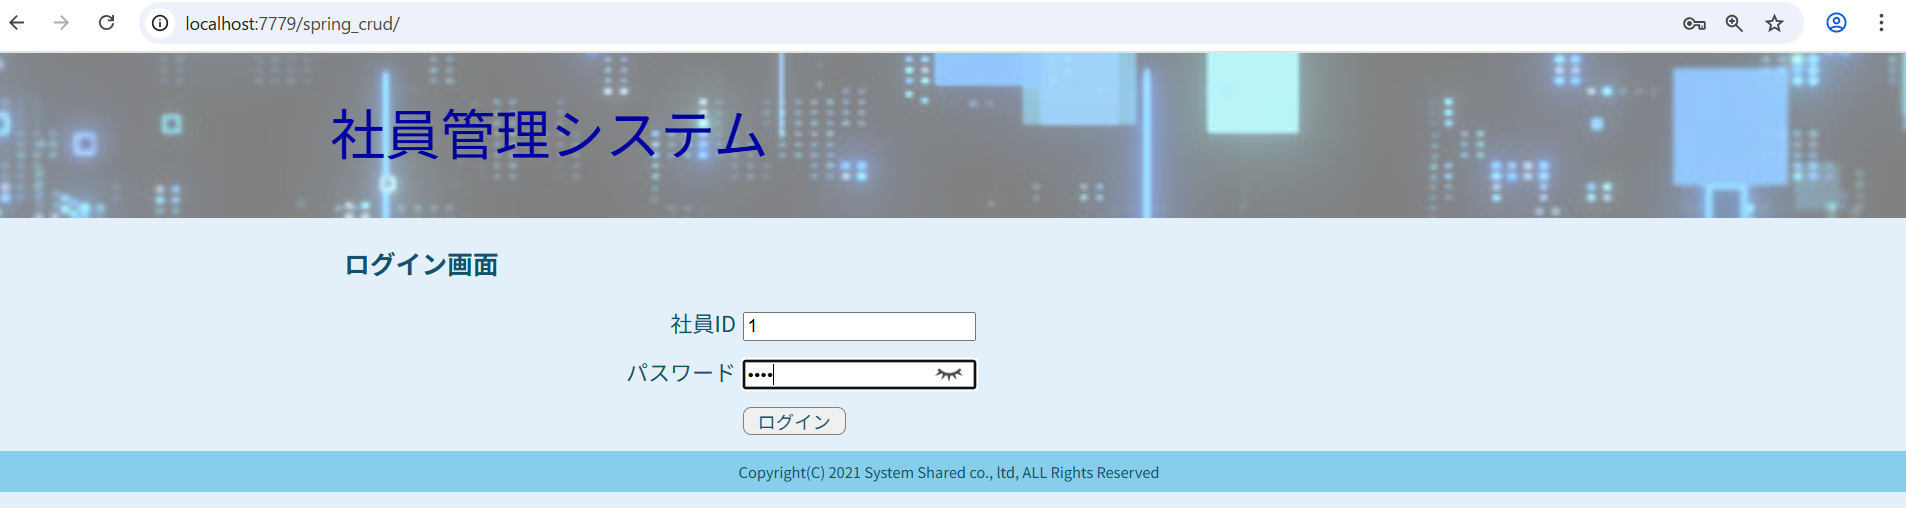 localhost:7779/spring_crud/
社員管理システム
ログイン画面
社員ID 1
パスワード ••••
ログイン
Copyright(C) 2021 System Shared co., ltd, ALL Rights Reserved